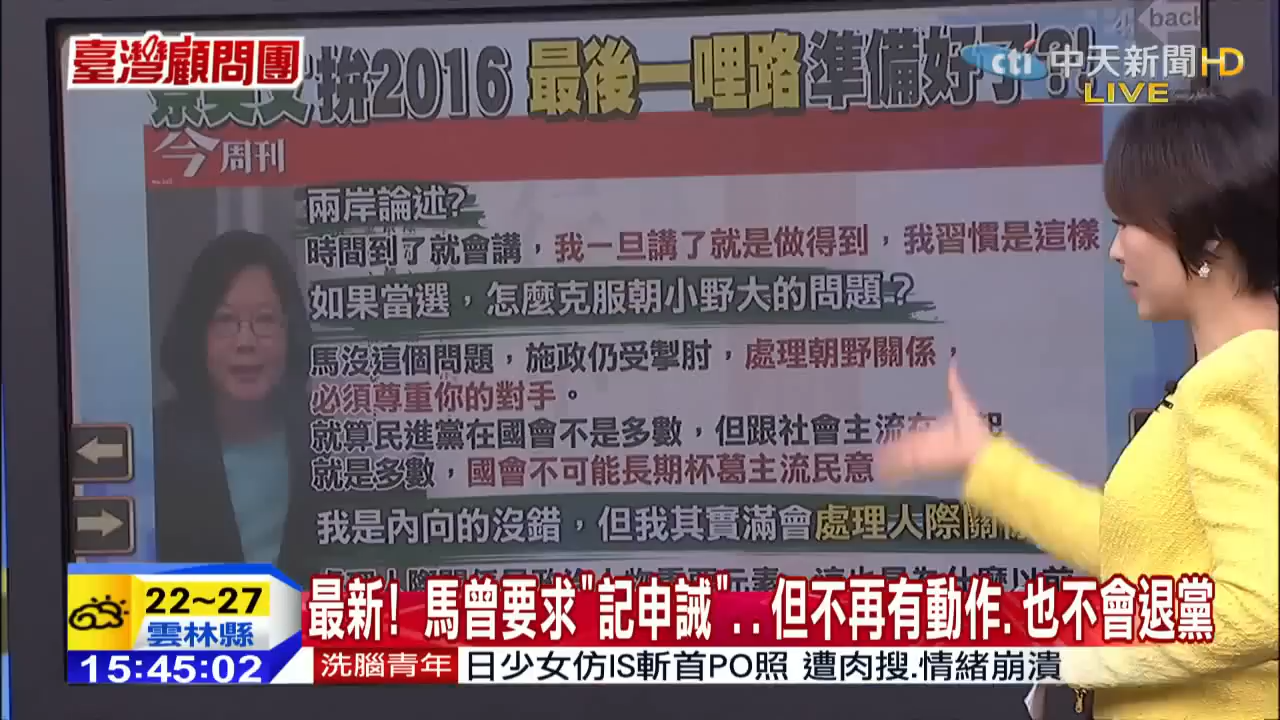 臺灣顧問團
back
cti 中天新聞HD
LIVE
蔡英文"拚2016 最後一哩路 準備好了?!
今周刊
兩岸論述?
時間到了就會講，我一旦講了就是做得到，我習慣是這樣
如果當選，怎麼克服朝小野大的問題？
馬沒這個問題，施政仍受掣肘，處理朝野關係，
必須尊重你的對手。
就算民進黨在國會不是多數，但跟社會主流在
就是多數，國會不可能長期杯葛主流民意
我是內向的沒錯，但我其實滿會處理人際關係
22~27
雲林縣
15:45:02
最新! 馬曾要求"記申誡"..但不再有動作.也不會退黨
洗腦青年 日少女仿IS斬首PO照 遭肉搜.情緒崩潰